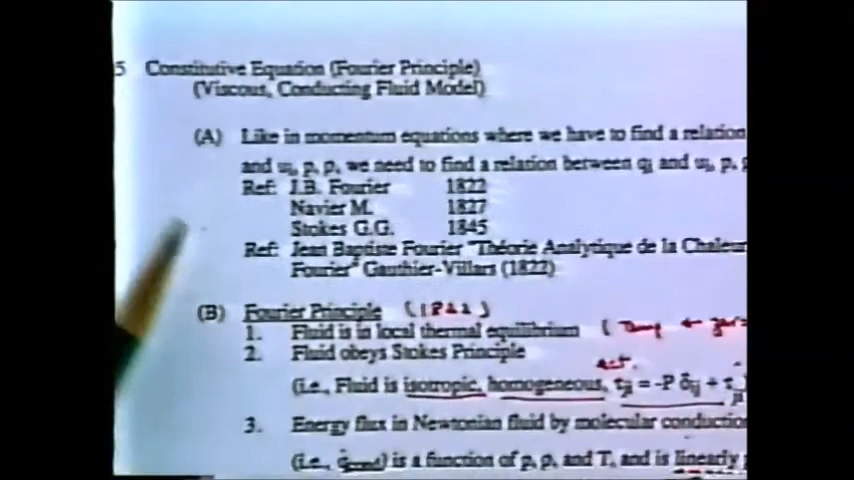 5 Constitutive Equation (Fourier Principle)
(Viscous, Conducting Fluid Model)
(A) Like in momentum equations where we have to find a relation
and uᵢ, p, ρ, we need to find a relation between qⱼ and uᵢ, p,
Ref: J.B. Fourier 1822
Navier M. 1827
Stokes G.G. 1845
Ref: Jean Baptiste Fourier "Théorie Analytique de la Chaleur
Fourier" Gauthier-Villars (1822)
(B) Fourier Principle (1822)
1. Fluid is in local thermal equilibrium (Temp ←
2. Fluid obeys Stokes Principle
(i.e., Fluid is isotropic, homogeneous, τⱼᵢ = -P δᵢⱼ + τ
3. Energy flux in Newtonian fluid by molecular conduction
(i.e., q̇cond) is a function of p, ρ, and T, and is linearly